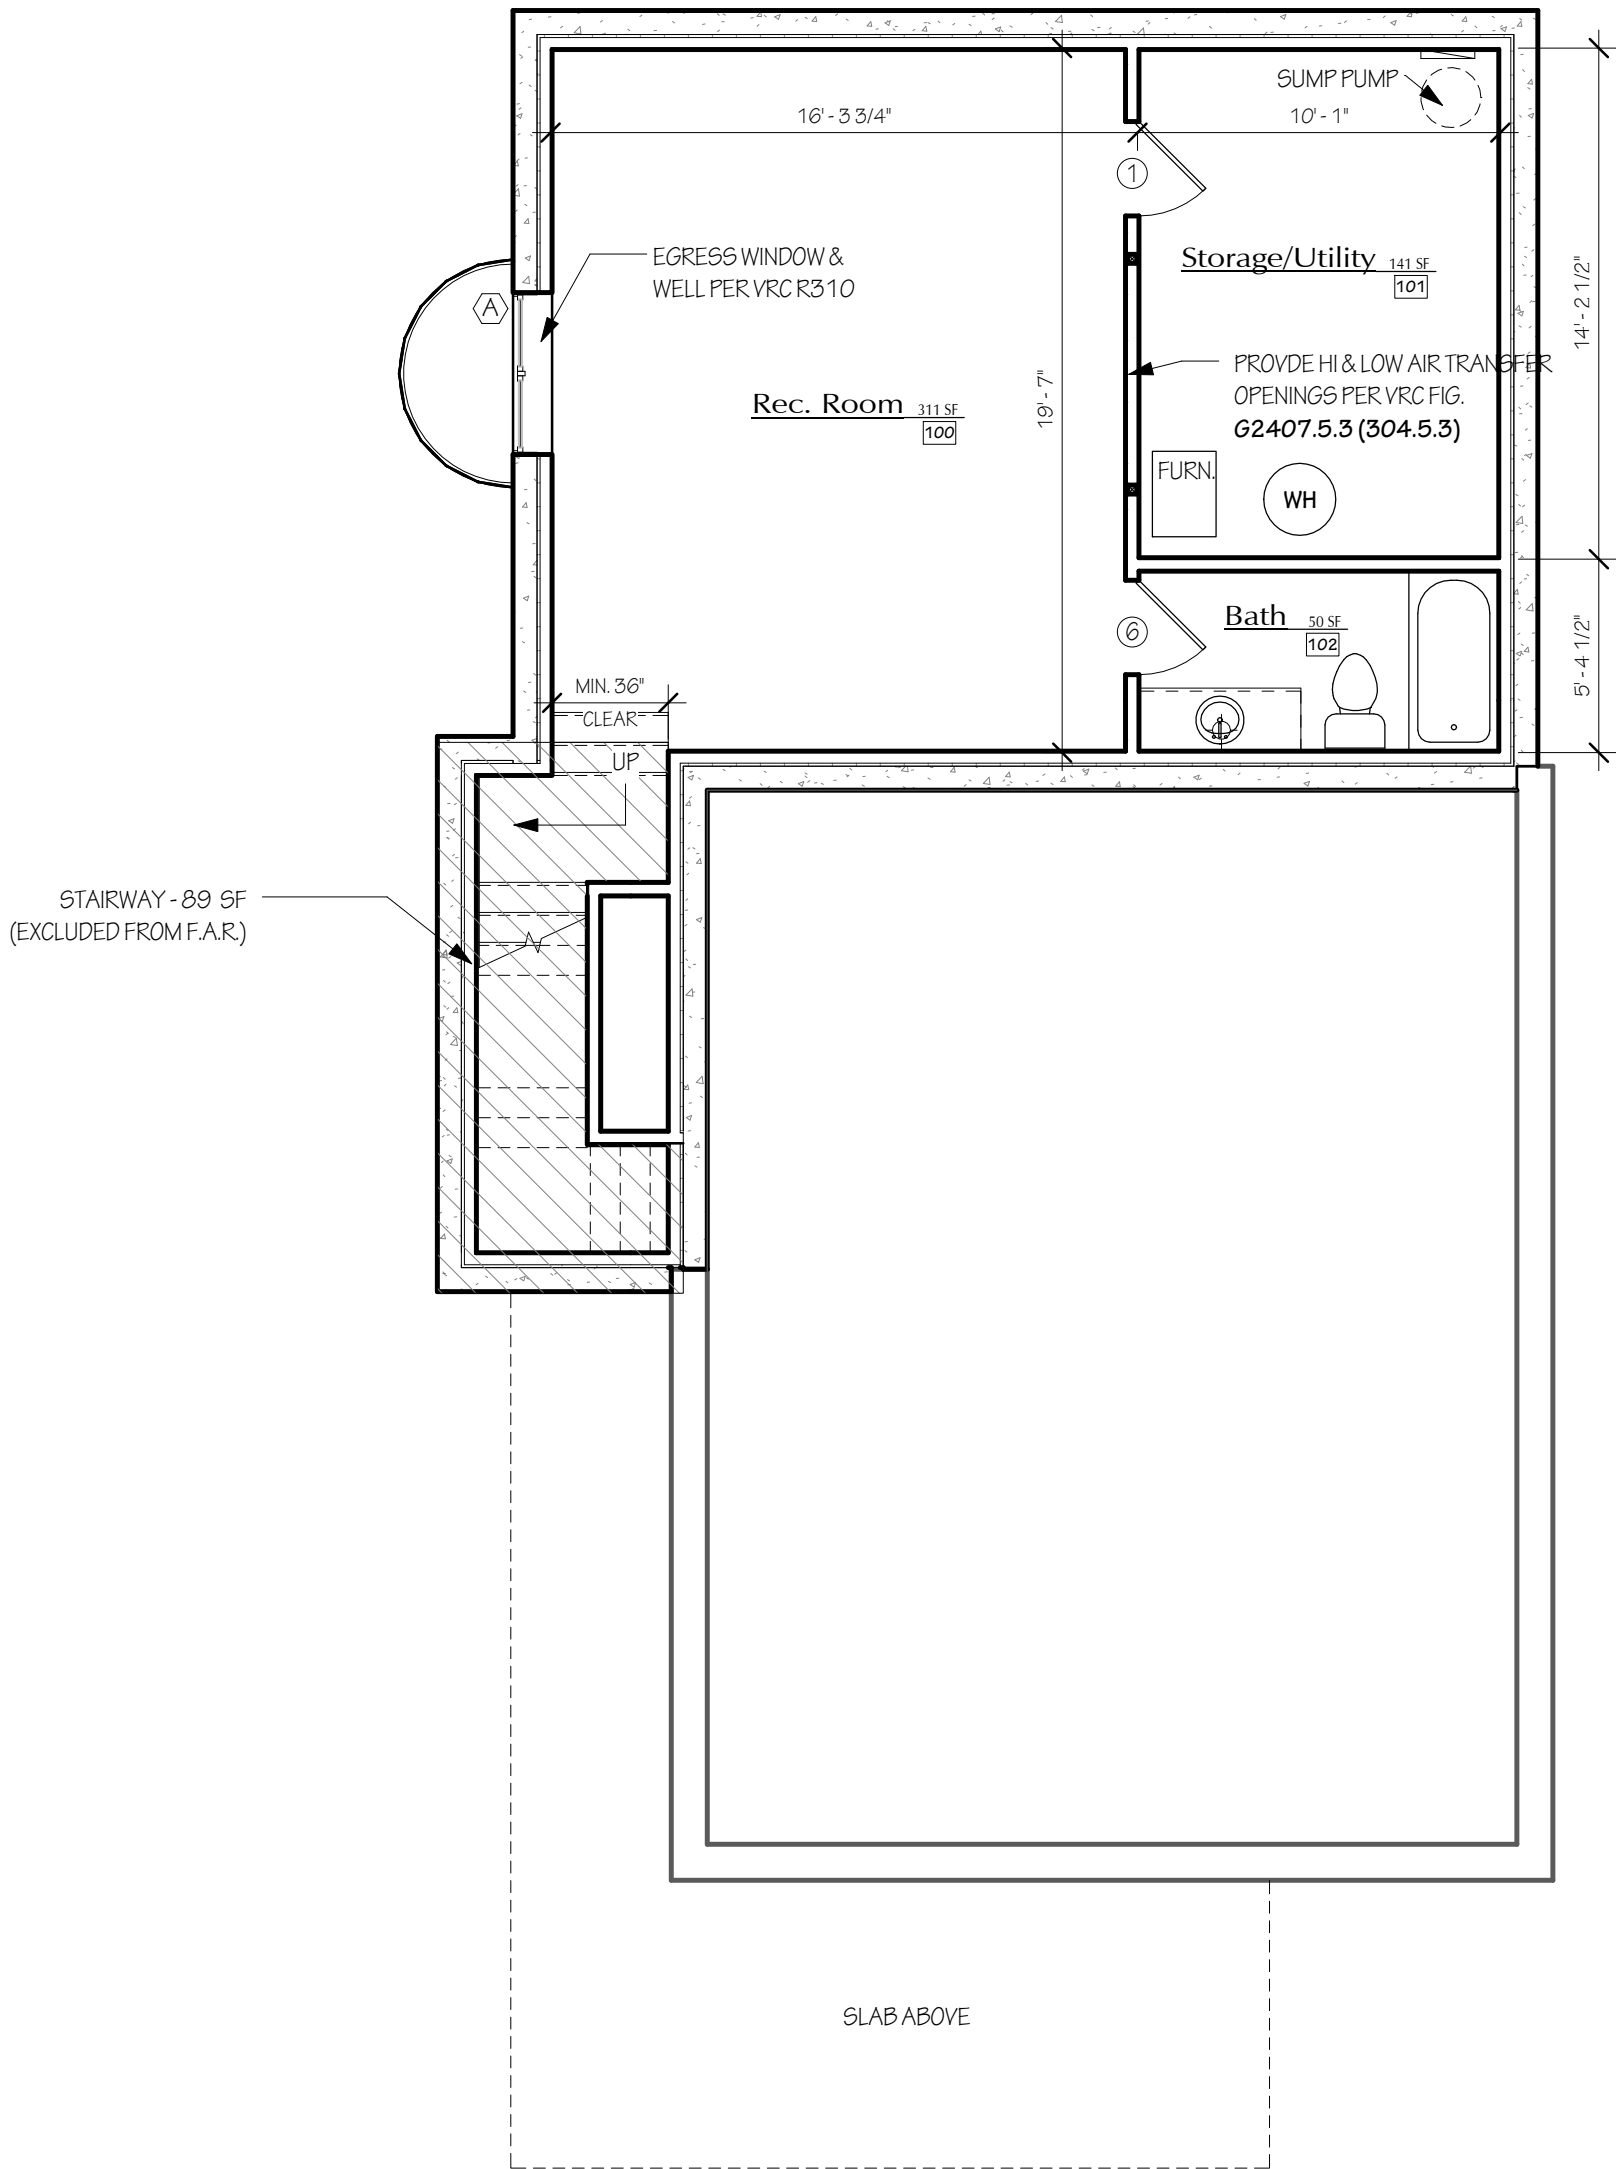 SUMP PUMP
16' - 3 3/4"
10' - 1"
1
EGRESS WINDOW &
WELL PER VRC R310
A
Storage/Utility 141 SF
101
14' - 2 1/2"
PROVDE HI & LOW AIR TRANSFER
OPENINGS PER VRC FIG.
G2407.5.3 (304.5.3)
Rec. Room 311 SF
100
19' - 7"
FURN.
WH
Bath 50 SF
102
6
5' - 4 1/2"
MIN. 36"
CLEAR
UP
STAIRWAY - 89 SF
(EXCLUDED FROM F.A.R.)
SLAB ABOVE